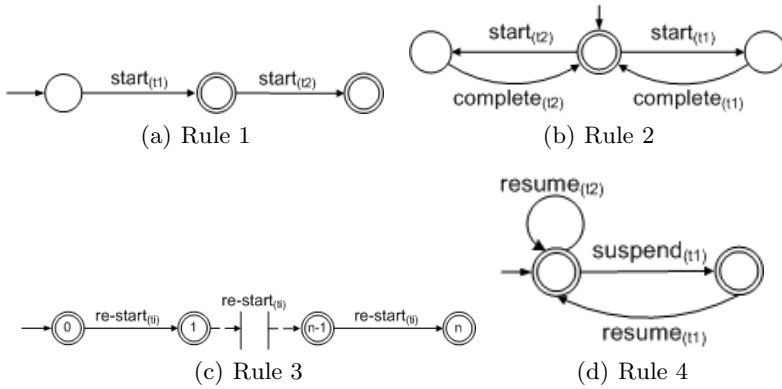 start(t1) start(t2)
(a) Rule 1
start(t2) start(t1)
complete(t2) complete(t1)
(b) Rule 2
re-start(ti) re-start(ti) re-start(ti)
0 1 n-1 n
(c) Rule 3
resume(t2)
suspend(t1)
resume(t1)
(d) Rule 4